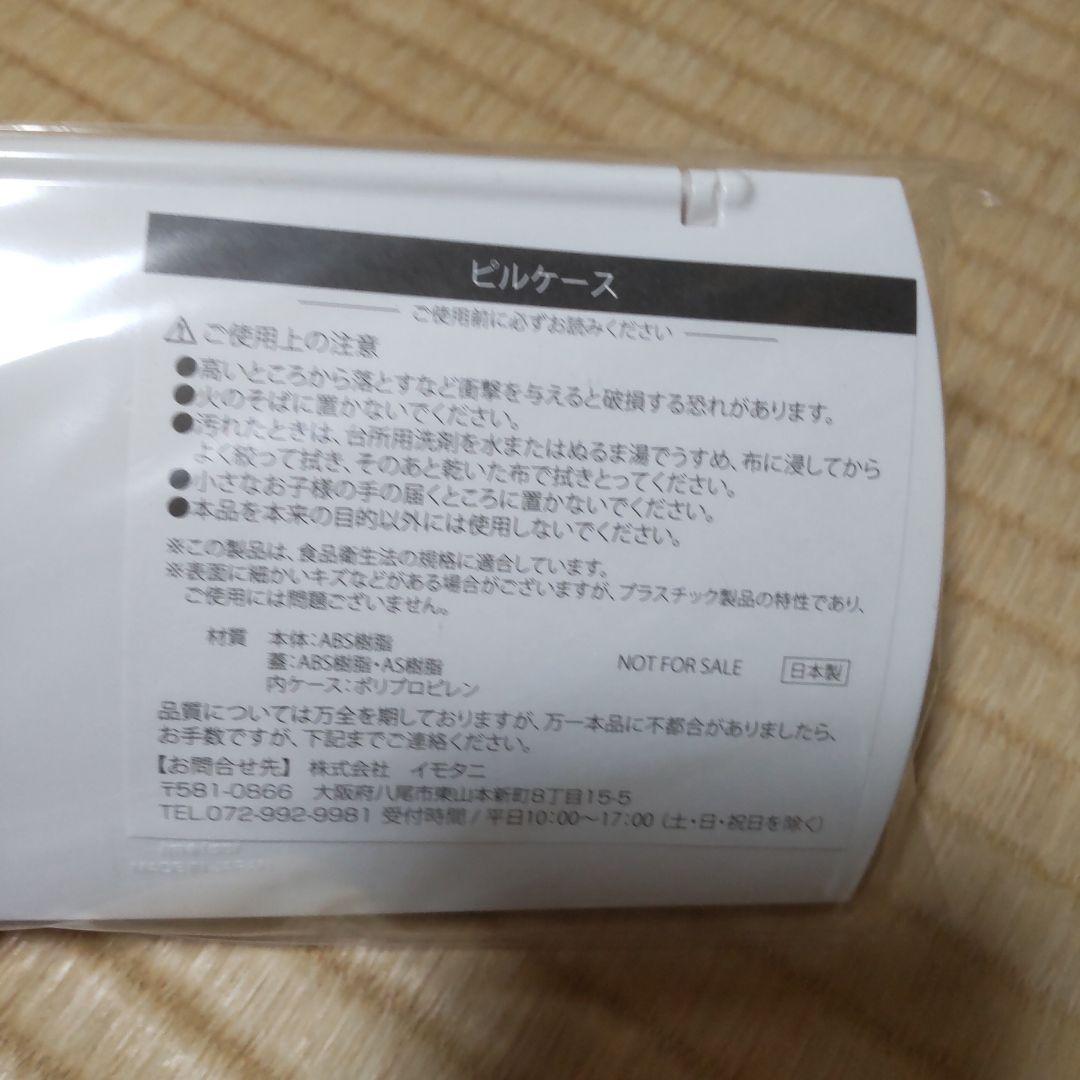 ピルケース
ご使用前に必ずお読みください
⚠ご使用上の注意
●高いところから落とすなど衝撃を与えると破損する恐れがあります。
●火のそばに置かないでください。
●汚れたときは、台所用洗剤を水またはぬるま湯でうすめ、布に浸してから
よく絞って拭き、そのあと乾いた布で拭きとってください。
●小さなお子様の手の届くところに置かないでください。
●本品を本来の目的以外には使用しないでください。
※この製品は、食品衛生法の規格に適合しています。
※表面に細かいキズなどがある場合がございますが、プラスチック製品の特性であり、
ご使用には問題ございません。
材質 本体:ABS樹脂
蓋:ABS樹脂・AS樹脂
内ケース:ポリプロピレン
NOT FOR SALE 日本製
品質については万全を期しておりますが、万一本品に不都合がありましたら、
お手数ですが、下記までご連絡ください。
【お問合せ先】 株式会社 イモタニ
〒581-0866 大阪府八尾市東山本新町8丁目15-5
TEL.072-992-9981 受付時間/平日10:00〜17:00(土・日・祝日を除く)